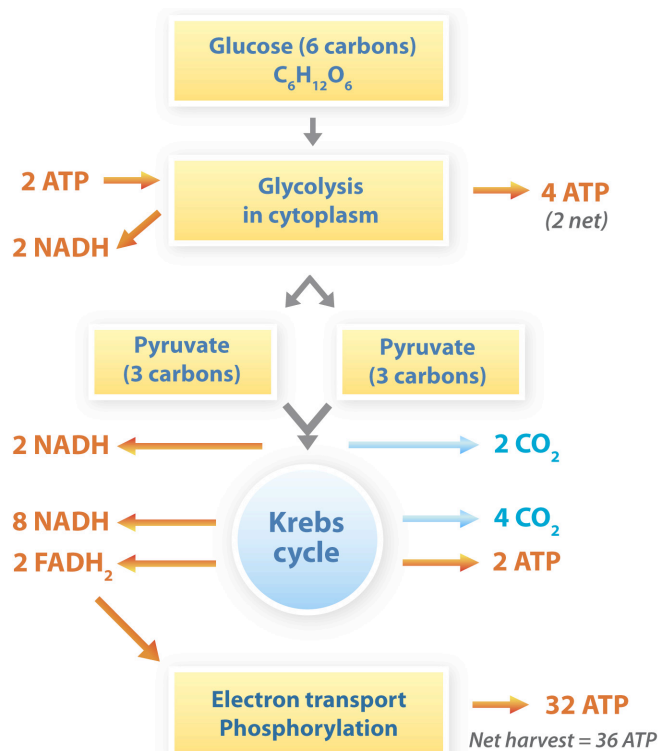 Glucose (6 carbons)
C₆H₁₂O₆
2 ATP
Glycolysis
in cytoplasm
4 ATP
(2 net)
2 NADH
Pyruvate
(3 carbons)
Pyruvate
(3 carbons)
2 NADH
2 CO₂
8 NADH
Krebs
cycle
4 CO₂
2 FADH₂
2 ATP
Electron transport
Phosphorylation
32 ATP
Net harvest = 36 ATP